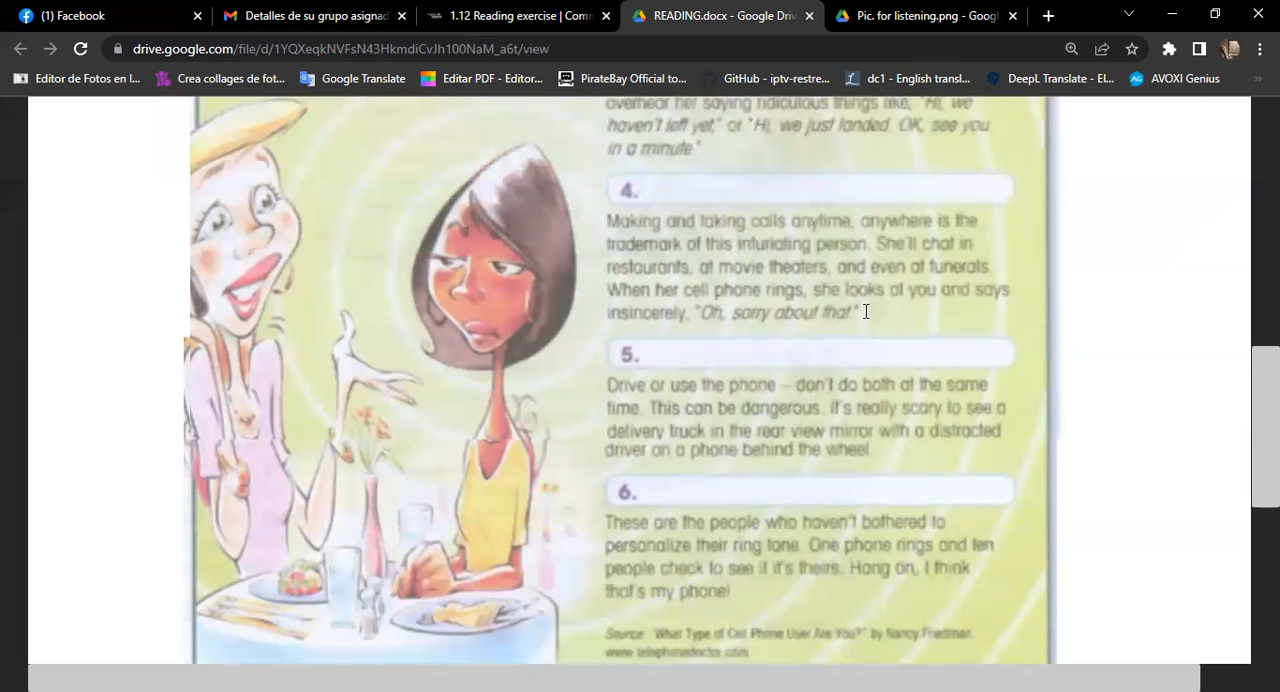 (1) Facebook
Detalles de su grupo asignad
1.12 Reading exercise | Comm
READING.docx - Google Driv
Pic. for listening.png - Googl
drive.google.com/file/d/1YQXeqkNVFsN43HkmdiCvJh100NaM_a6t/view
Editor de Fotos en l...
Crea collages de fot...
Google Translate
Editar PDF - Editor...
PirateBay Official to...
GitHub - iptv-restre...
dc1 - English transl...
DeepL Translate - El...
AVOXI Genius
overhear her saying ridiculous things like, "Hi, we
haven't left yet," or "Hi, we just landed. OK, see you
in a minute."
4.
Making and taking calls anytime, anywhere is the
trademark of this infuriating person. She'll chat in
restaurants, at movie theaters, and even at funerals.
When her cell phone rings, she looks at you and says
insincerely, "Oh, sorry about that."
5.
Drive or use the phone – don't do both at the same
time. This can be dangerous. It's really scary to see a
delivery truck in the rear view mirror with a distracted
driver on a phone behind the wheel.
6.
These are the people who haven't bothered to
personalize their ring tone. One phone rings and ten
people check to see if it's theirs. Hang on, I think
that's my phone!
Source: "What Type of Cell Phone User Are You?" by Nancy Friedman.
www.telephonedoctor.com